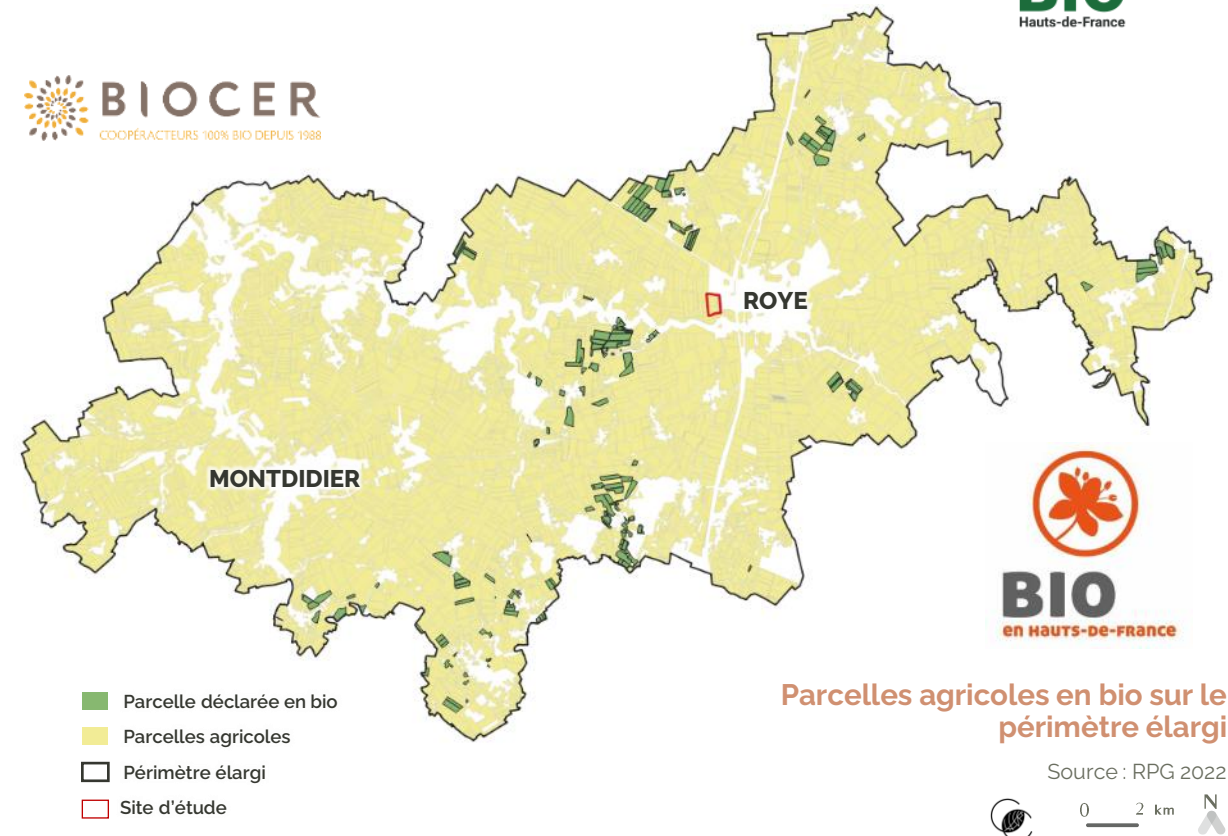 BIO
Hauts-de-France
BIOCER
COOPÉRACTEURS 100% BIO DEPUIS 1988
ROYE
MONTDIDIER
BIO
en HAUTS-DE-FRANCE
Parcelle déclarée en bio
Parcelles agricoles
Périmètre élargi
Site d'étude
Parcelles agricoles en bio sur le
périmètre élargi
Source : RPG 2022
0 2 km N